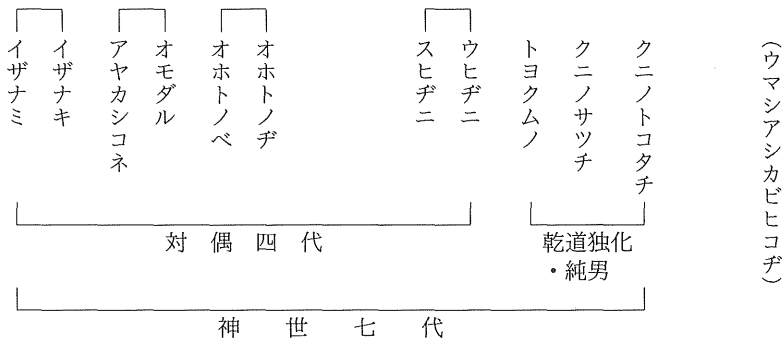 （ウマシアシカビヒコヂ）
クニノトコタチ
クニノサツチ
トヨクムノ
ウヒヂニ
スヒヂニ
オホトノヂ
オホトノベ
オモダル
アヤカシコネ
イザナキ
イザナミ
乾道独化
・純男
対偶四代
神世七代